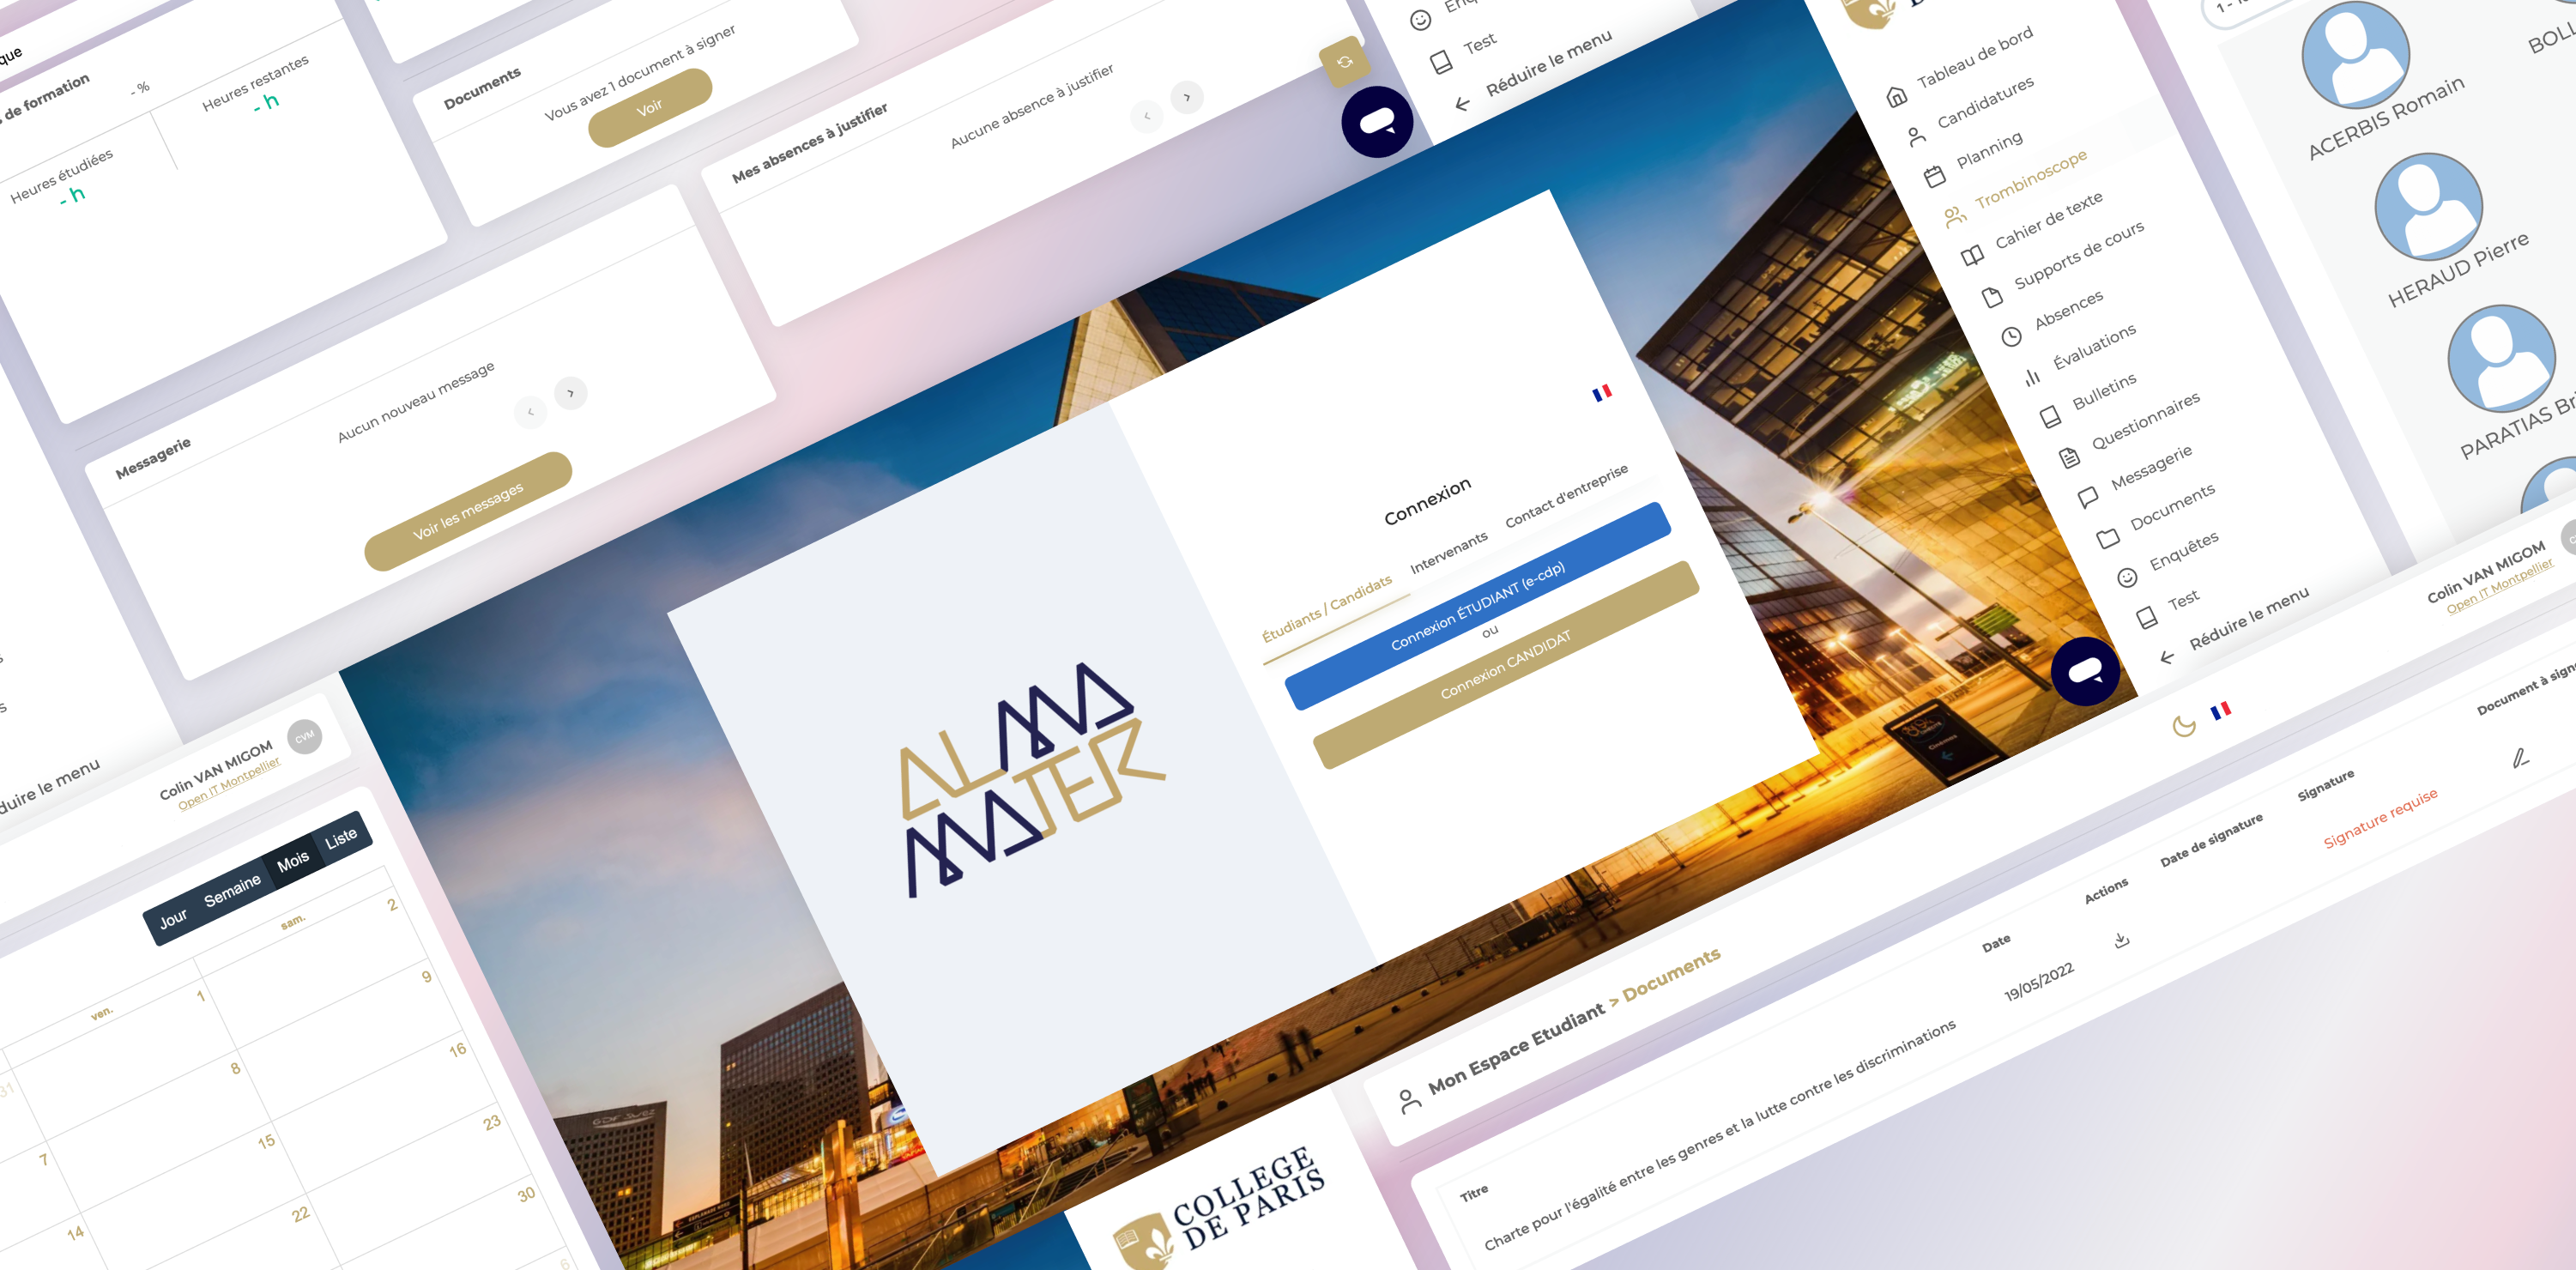 que
de formation
- %
Heures restantes
- h
Heures étudiées
- h
Documents
Vous avez 1 document à signer
Voir
Mes absences à justifier
Aucune absence à justifier
Messagerie
Aucun nouveau message
Voir les messages
Test
Réduire le menu
Tableau de bord
Candidatures
Planning
Trombinoscope
Cahier de texte
Supports de cours
Absences
Évaluations
Bulletins
Questionnaires
Messagerie
Documents
Enquêtes
Test
Réduire le menu
ACERBIS Romain
HERAUD Pierre
PARATIAS
Connexion
Étudiants / Candidats
Intervenants
Contact d'entreprise
Connexion ÉTUDIANT (e-cdp)
ou
Connexion CANDIDAT
ALMA
MATER
duire le menu
Colin VAN MIGOM
Open IT Montpellier
CVM
Jour
Semaine
Mois
Liste
ven.
sam.
1
2
31
8
9
7
15
16
14
22
23
30
6
COLLEGE
DE PARIS
Colin VAN MIGOM
Open IT Montpellier
Mon Espace Etudiant > Documents
Titre
Date
Actions
Date de signature
Signature
Document à signe
Charte pour l'égalité entre les genres et la lutte contre les discriminations
19/05/2022
Signature requise